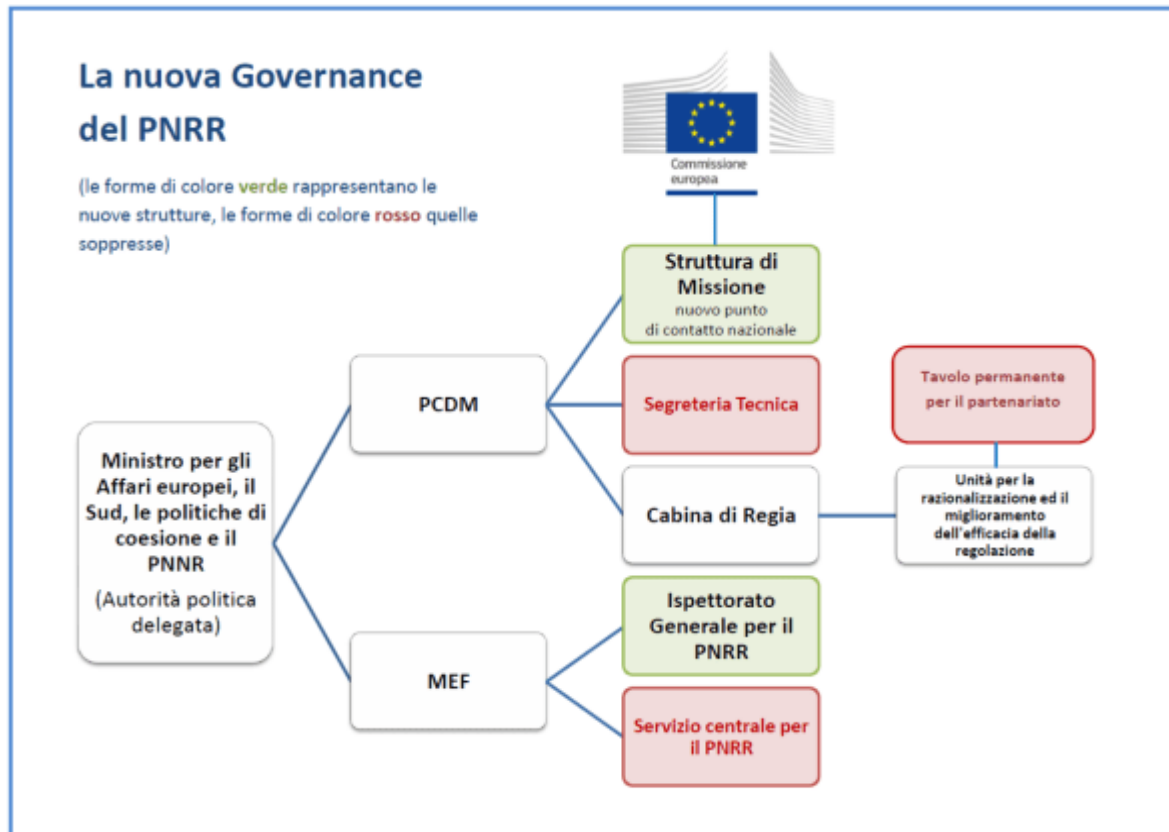 La nuova Governance
del PNRR
(le forme di colore verde rappresentano le
nuove strutture, le forme di colore rosso quelle
soppresse)
Commissione
europea
Struttura di
Missione
nuovo punto
di contatto nazionale
PCDM
Segreteria Tecnica
Tavolo permanente
per il partenariato
Ministro per gli
Affari europei, il
Sud, le politiche di
coesione e il
PNNR
(Autorità politica
delegata)
Cabina di Regia
Unità per la
razionalizzazione ed il
miglioramento
dell'efficacia della
regolazione
MEF
Ispettorato
Generale per il
PNRR
Servizio centrale per
il PNRR